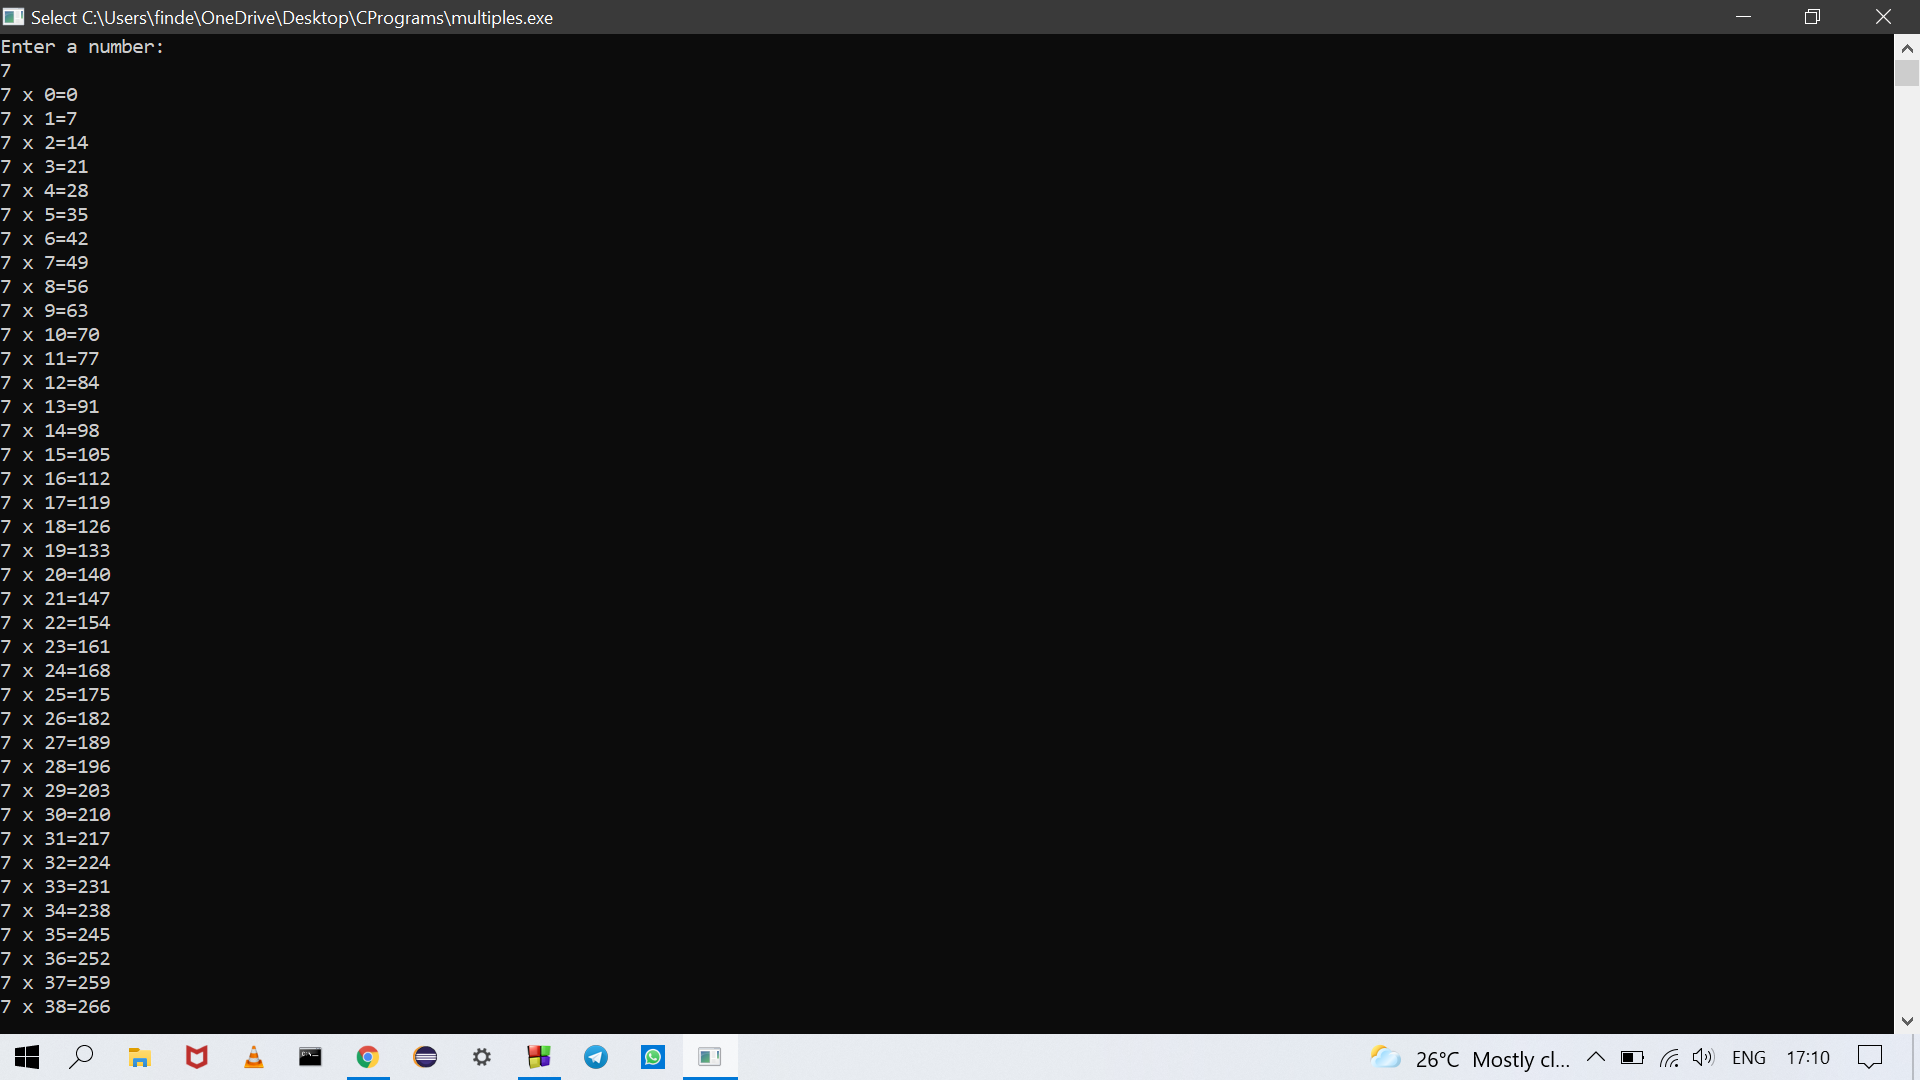 Select C:\Users\finde\OneDrive\Desktop\CPrograms\multiples.exe
Enter a number:
7
7 x 0=0
7 x 1=7
7 x 2=14
7 x 3=21
7 x 4=28
7 x 5=35
7 x 6=42
7 x 7=49
7 x 8=56
7 x 9=63
7 x 10=70
7 x 11=77
7 x 12=84
7 x 13=91
7 x 14=98
7 x 15=105
7 x 16=112
7 x 17=119
7 x 18=126
7 x 19=133
7 x 20=140
7 x 21=147
7 x 22=154
7 x 23=161
7 x 24=168
7 x 25=175
7 x 26=182
7 x 27=189
7 x 28=196
7 x 29=203
7 x 30=210
7 x 31=217
7 x 32=224
7 x 33=231
7 x 34=238
7 x 35=245
7 x 36=252
7 x 37=259
7 x 38=266
26°C Mostly cl... ENG 17:10